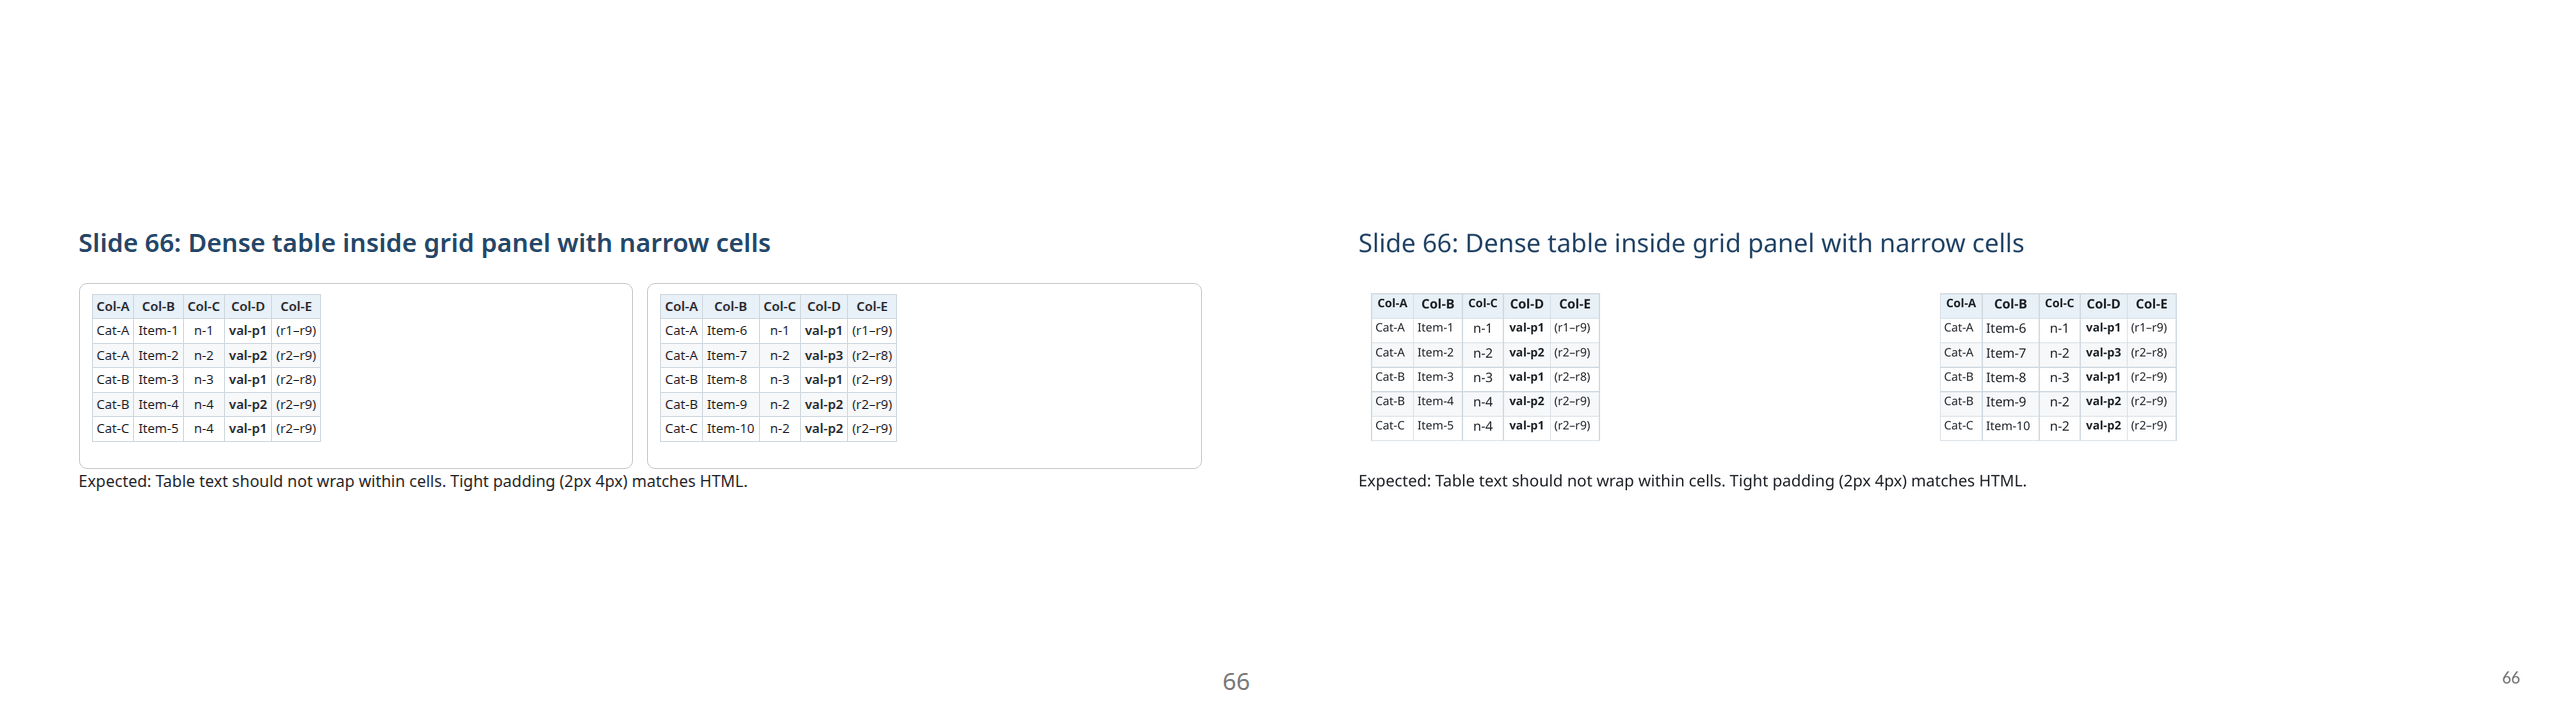 Slide 66: Dense table inside grid panel with narrow cells
Col-A Col-B Col-C Col-D Col-E
Cat-A Item-1 n-1 val-p1 (r1–r9)
Cat-A Item-2 n-2 val-p2 (r2–r9)
Cat-B Item-3 n-3 val-p1 (r2–r8)
Cat-B Item-4 n-4 val-p2 (r2–r9)
Cat-C Item-5 n-4 val-p1 (r2–r9)
Col-A Col-B Col-C Col-D Col-E
Cat-A Item-6 n-1 val-p1 (r1–r9)
Cat-A Item-7 n-2 val-p3 (r2–r8)
Cat-B Item-8 n-3 val-p1 (r2–r9)
Cat-B Item-9 n-2 val-p2 (r2–r9)
Cat-C Item-10 n-2 val-p2 (r2–r9)
Expected: Table text should not wrap within cells. Tight padding (2px 4px) matches HTML.
66
Slide 66: Dense table inside grid panel with narrow cells
Col-A Col-B Col-C Col-D Col-E
Cat-A Item-1 n-1 val-p1 (r1–r9)
Cat-A Item-2 n-2 val-p2 (r2–r9)
Cat-B Item-3 n-3 val-p1 (r2–r8)
Cat-B Item-4 n-4 val-p2 (r2–r9)
Cat-C Item-5 n-4 val-p1 (r2–r9)
Col-A Col-B Col-C Col-D Col-E
Cat-A Item-6 n-1 val-p1 (r1–r9)
Cat-A Item-7 n-2 val-p3 (r2–r8)
Cat-B Item-8 n-3 val-p1 (r2–r9)
Cat-B Item-9 n-2 val-p2 (r2–r9)
Cat-C Item-10 n-2 val-p2 (r2–r9)
Expected: Table text should not wrap within cells. Tight padding (2px 4px) matches HTML.
66